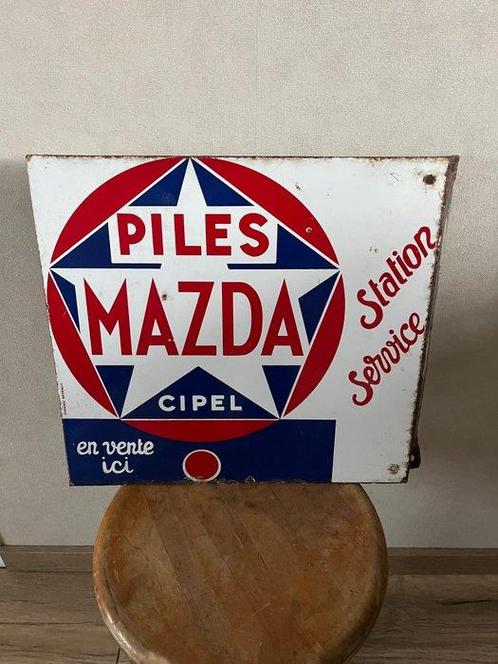 PILES
MAZDA
CIPEL
en vente
ici
Station
Service